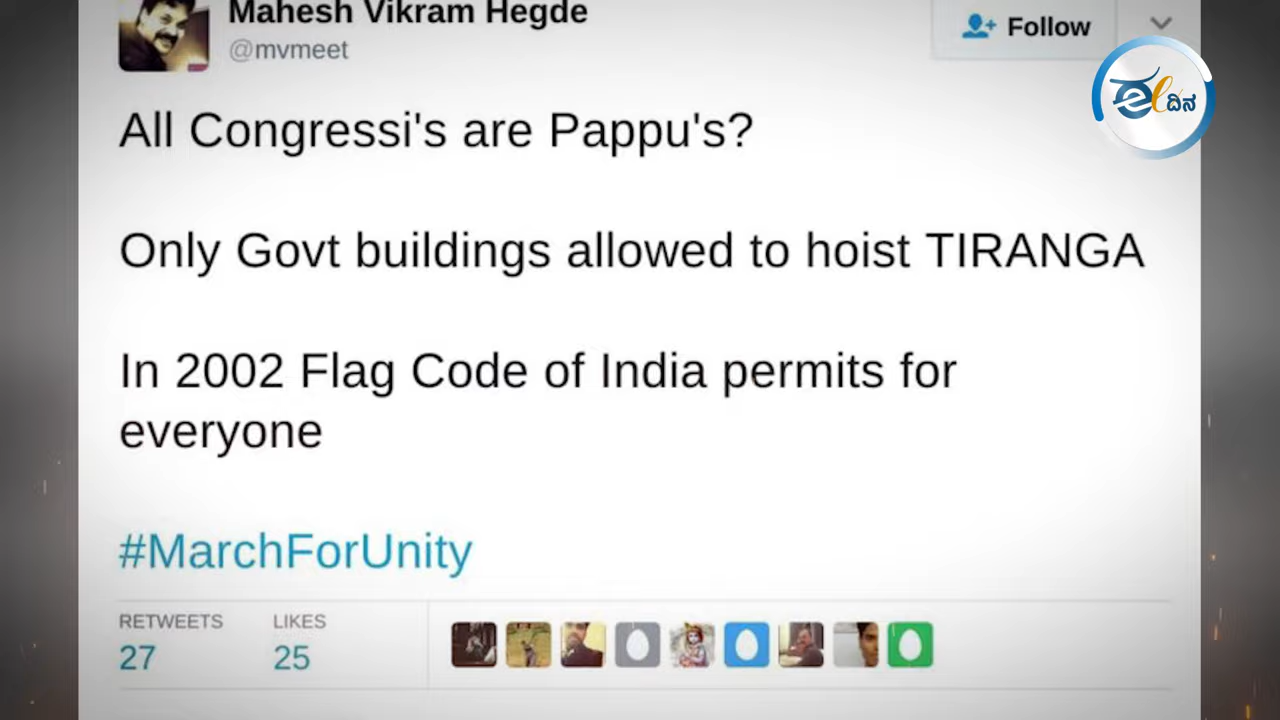 Mahesh Vikram Hegde
@mvmeet
Follow
ದಿನ
All Congressi's are Pappu's?
Only Govt buildings allowed to hoist TIRANGA
In 2002 Flag Code of India permits for
everyone
#MarchForUnity
RETWEETS LIKES
27 25